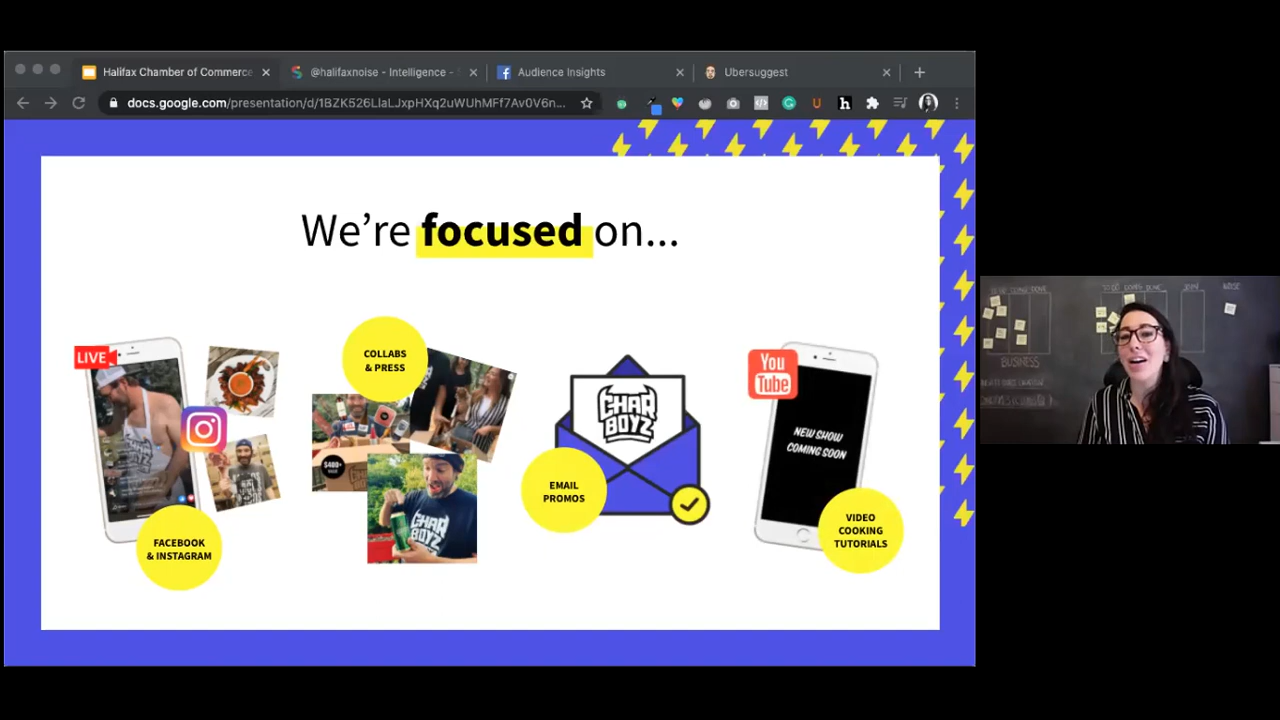 Halifax Chamber of Commerce
@halifaxnoise - Intelligence -
Audience Insights
Ubersuggest
docs.google.com/presentation/d/1BZK526LlaLJxpHXq2uWUhMFf7Av0V6n...
We're focused on...
LIVE
FACEBOOK
& INSTAGRAM
COLLABS
& PRESS
$400+
CHAR
BOYZ
CHAR
BOYZ
EMAIL
PROMOS
You
Tube
NEW SHOW
COMING SOON
VIDEO
COOKING
TUTORIALS
BUSINESS